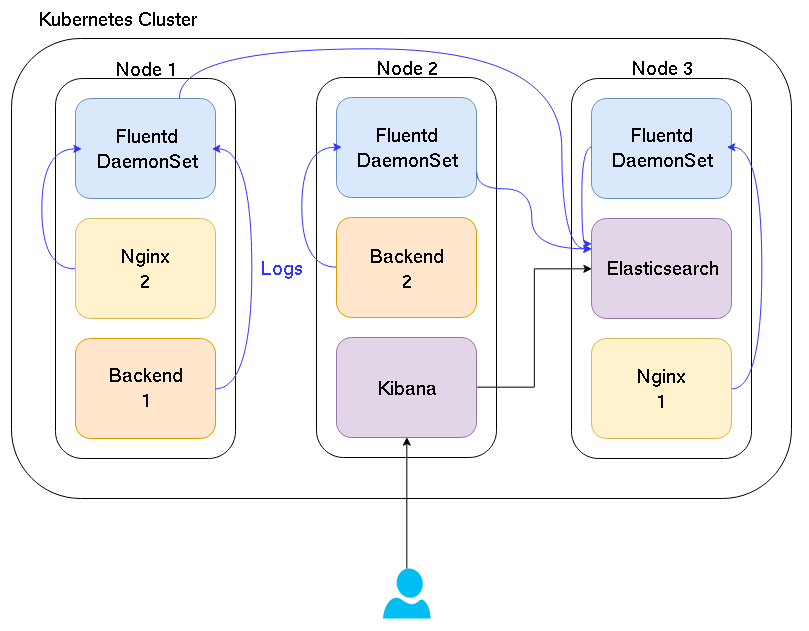 Kubernetes Cluster
Node 1
Fluentd
DaemonSet
Nginx
2
Backend
1
Logs
Node 2
Fluentd
DaemonSet
Backend
2
Kibana
Node 3
Fluentd
DaemonSet
Elasticsearch
Nginx
1